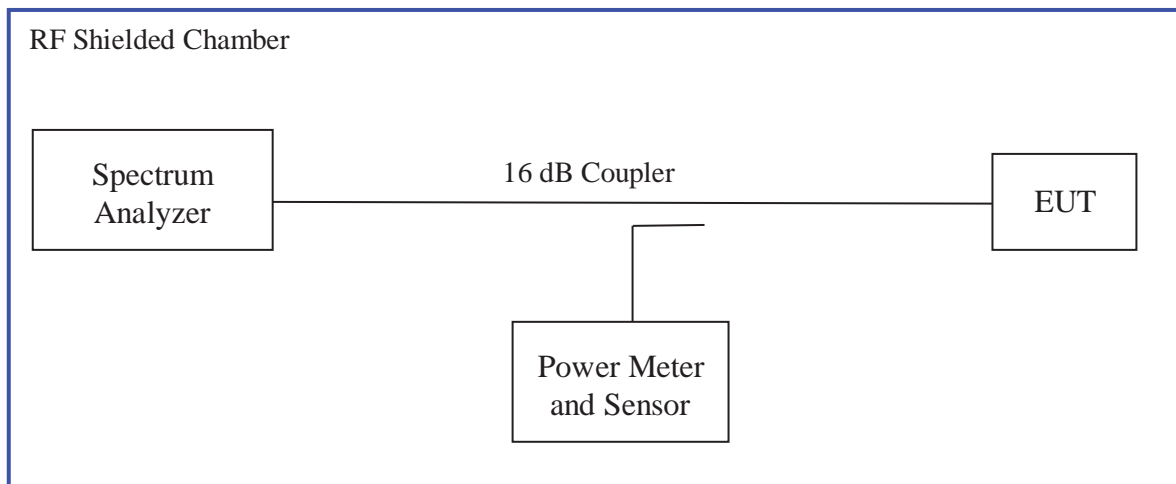 RF Shielded Chamber
Spectrum
Analyzer
16 dB Coupler
EUT
Power Meter
and Sensor